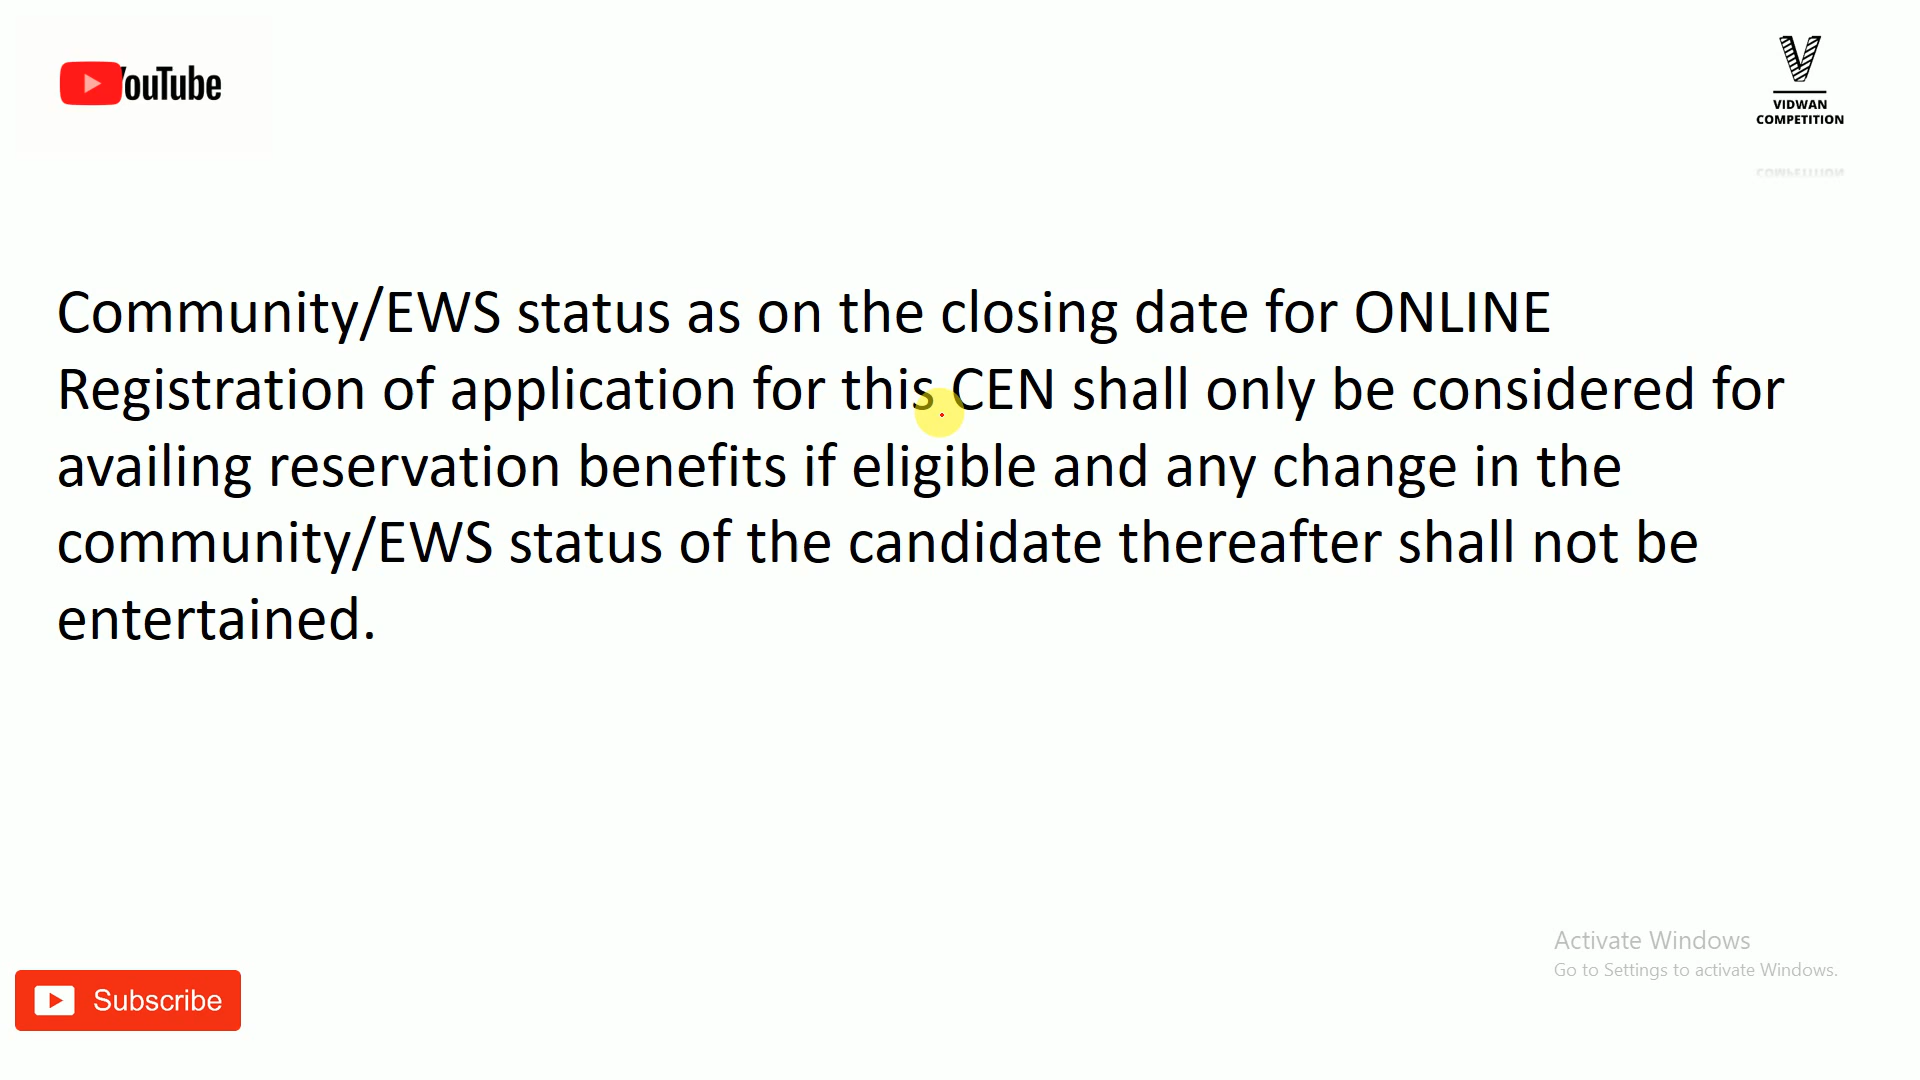 YouTube
VIDWAN
COMPETITION
Community/EWS status as on the closing date for ONLINE
Registration of application for this CEN shall only be considered for
availing reservation benefits if eligible and any change in the
community/EWS status of the candidate thereafter shall not be
entertained.
Activate Windows
Go to Settings to activate Windows.
Subscribe